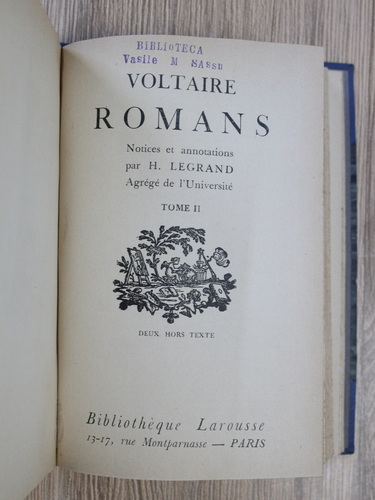 BIBLIOTECA
Vasile M SASSU
VOLTAIRE
ROMANS
Notices et annotations
par H. LEGRAND
Agrégé de l'Université
TOME II
DEUX HORS TEXTE
Bibliothèque Larousse
13-17, rue Montparnasse — PARIS